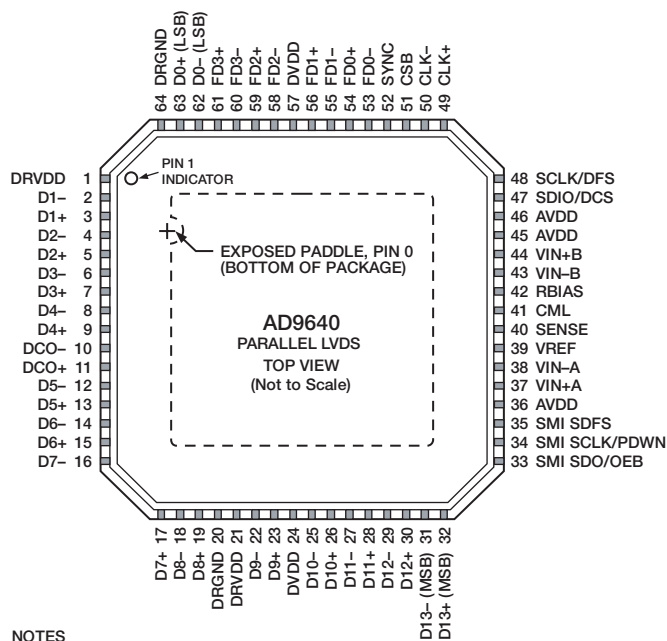 64 DRGND
63 D0+ (LSB)
62 D0– (LSB)
61 FD3+
60 FD3–
59 FD2+
58 FD2–
57 DVDD
56 FD1+
55 FD1–
54 FD0+
53 FD0–
52 SYNC
51 CSB
50 CLK–
49 CLK+
DRVDD 1
D1– 2
D1+ 3
D2– 4
D2+ 5
D3– 6
D3+ 7
D4– 8
D4+ 9
DCO– 10
DCO+ 11
D5– 12
D5+ 13
D6– 14
D6+ 15
D7– 16
PIN 1
INDICATOR
EXPOSED PADDLE, PIN 0
(BOTTOM OF PACKAGE)
AD9640
PARALLEL LVDS
TOP VIEW
(Not to Scale)
48 SCLK/DFS
47 SDIO/DCS
46 AVDD
45 AVDD
44 VIN+B
43 VIN–B
42 RBIAS
41 CML
40 SENSE
39 VREF
38 VIN–A
37 VIN+A
36 AVDD
35 SMI SDFS
34 SMI SCLK/PDWN
33 SMI SDO/OEB
D7+ 17
D8– 18
D8+ 19
DRGND 20
DRVDD 21
D9– 22
D9+ 23
DVDD 24
D10– 25
D10+ 26
D11– 27
D11+ 28
D12– 29
D12+ 30
D13– (MSB) 31
D13+ (MSB) 32
NOTES